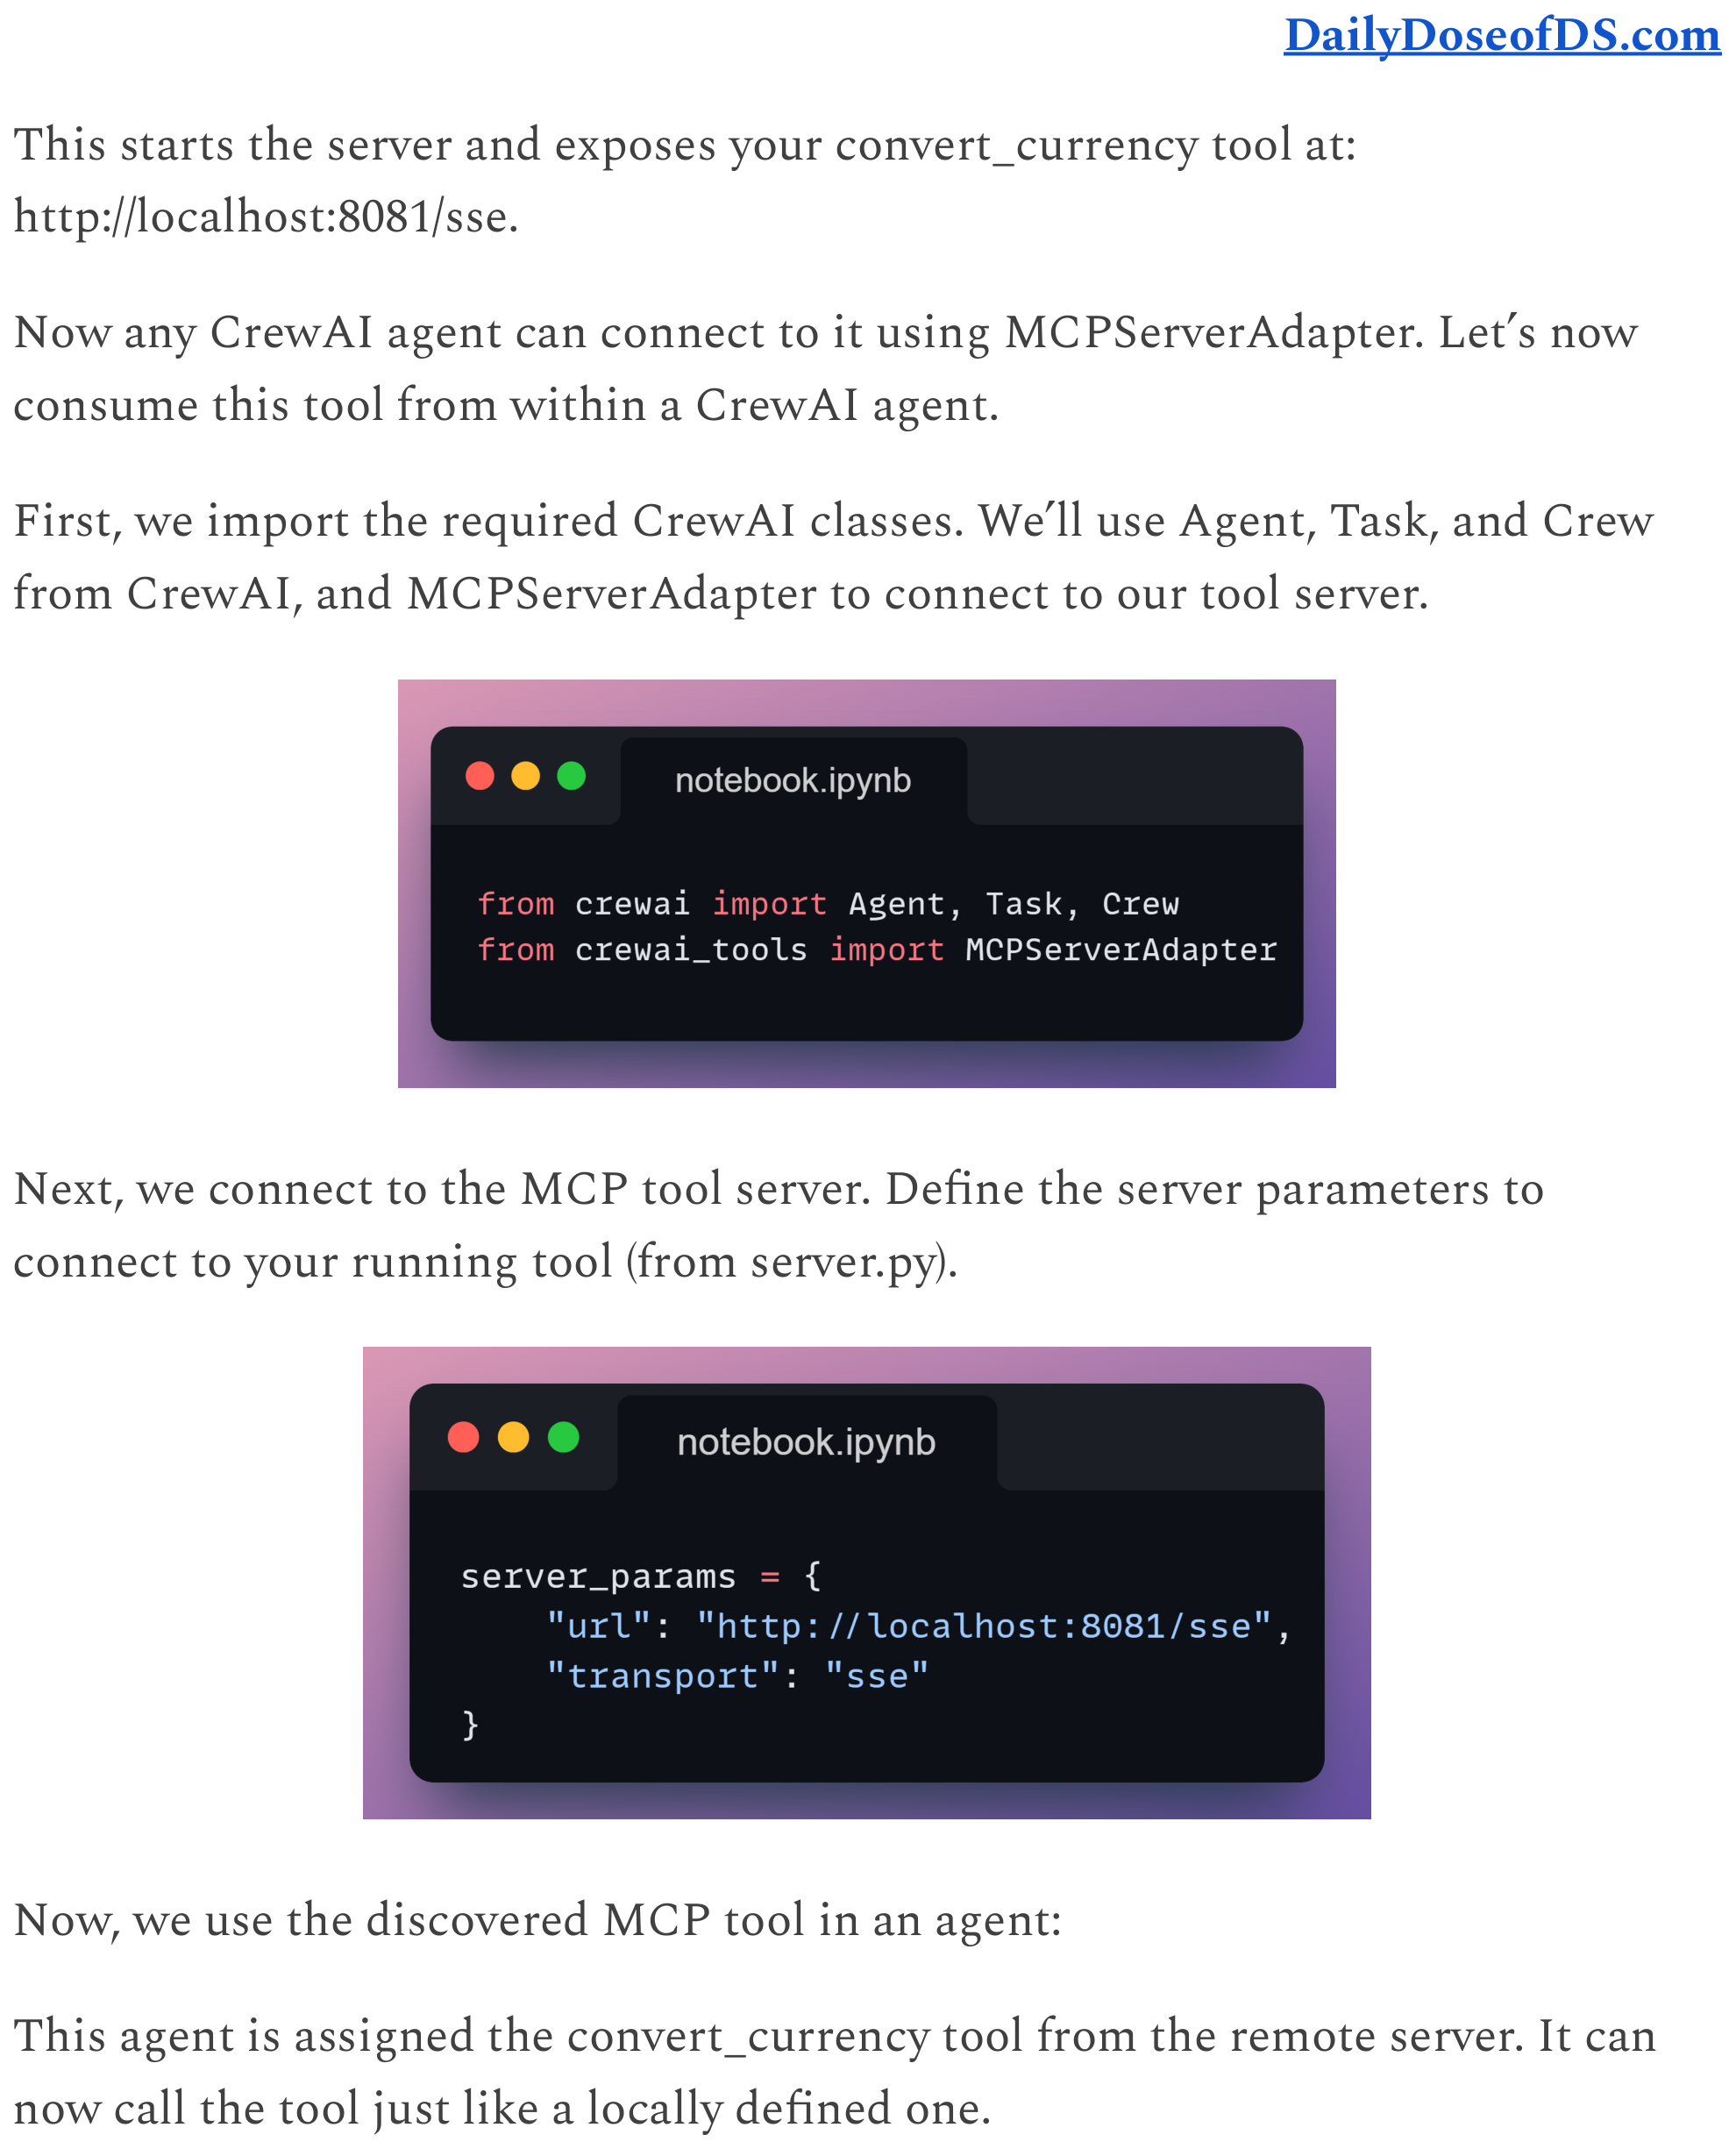 DailyDoseofDS.com
This starts the server and exposes your convert_currency tool at:
http://localhost:8081/sse.
Now any CrewAI agent can connect to it using MCPServerAdapter. Let’s now
consume this tool from within a CrewAI agent.
First, we import the required CrewAI classes. We’ll use Agent, Task, and Crew
from CrewAI, and MCPServerAdapter to connect to our tool server.
notebook.ipynb
from crewai import Agent, Task, Crew
from crewai_tools import MCPServerAdapter
Next, we connect to the MCP tool server. Define the server parameters to
connect to your running tool (from server.py).
notebook.ipynb
server_params = {
    "url": "http://localhost:8081/sse",
    "transport": "sse"
}
Now, we use the discovered MCP tool in an agent:
This agent is assigned the convert_currency tool from the remote server. It can
now call the tool just like a locally defined one.